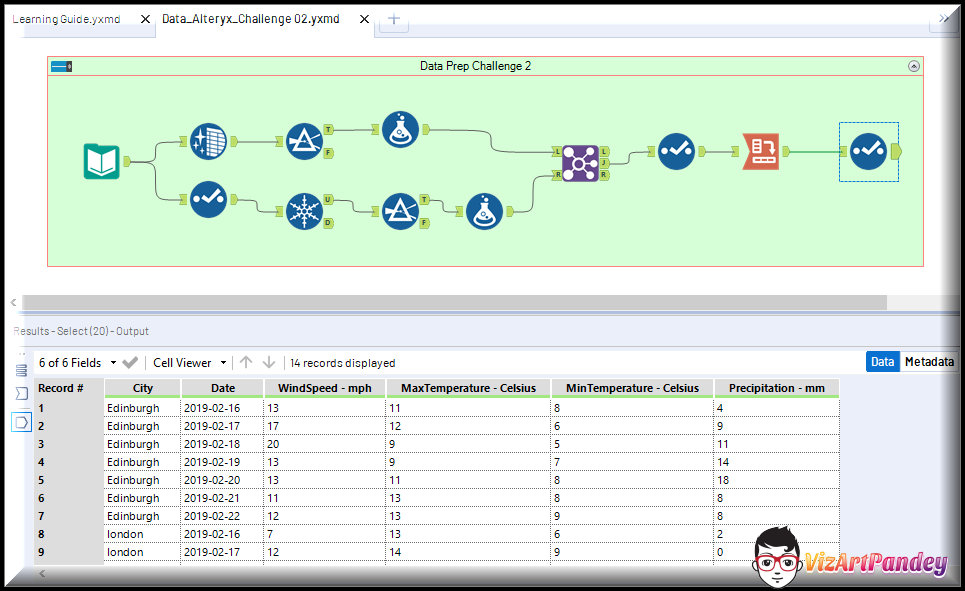 Learning Guide.yxmd × Data_Alteryx_Challenge 02.yxmd × +
Data Prep Challenge 2
T
F
L L
J
R R
U
D
T
F
Results - Select (20) - Output
6 of 6 Fields Cell Viewer 14 records displayed Data Metadata
Record # City Date WindSpeed - mph MaxTemperature - Celsius MinTemperature - Celsius Precipitation - mm
1 Edinburgh 2019-02-16 13 11 8 4
2 Edinburgh 2019-02-17 17 12 6 9
3 Edinburgh 2019-02-18 20 9 5 11
4 Edinburgh 2019-02-19 13 9 7 14
5 Edinburgh 2019-02-20 13 11 8 18
6 Edinburgh 2019-02-21 11 13 8 8
7 Edinburgh 2019-02-22 12 13 9 8
8 london 2019-02-16 7 13 6 2
9 london 2019-02-17 12 14 9 0
VizArtPandey